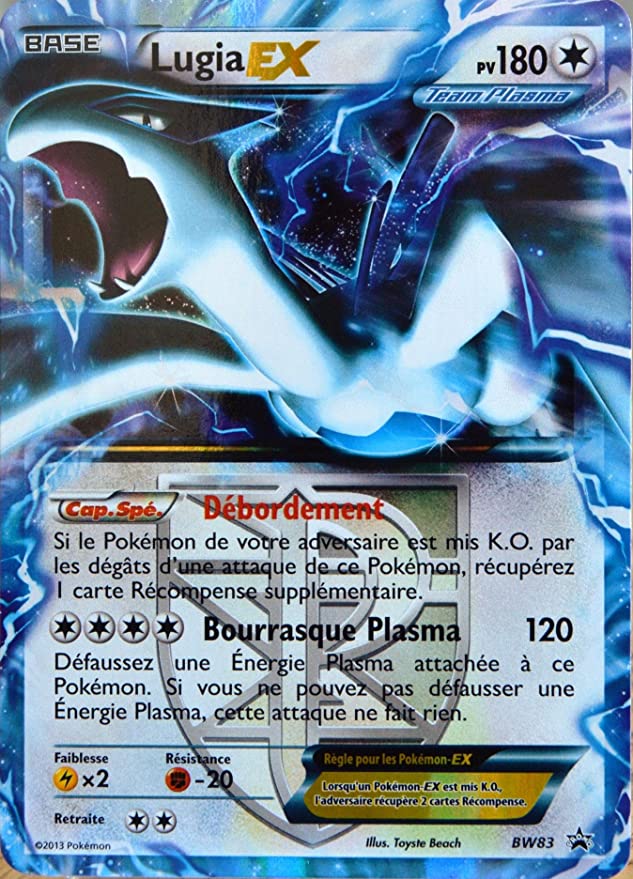 BASE
Lugia EX
PV 180
Team Plasma
Cap. Spé. Débordement
Si le Pokémon de votre adversaire est mis K.O. par
les dégâts d'une attaque de ce Pokémon, récupérez
1 carte Récompense supplémentaire.
Bourrasque Plasma 120
Défaussez une Énergie Plasma attachée à ce
Pokémon. Si vous ne pouvez pas défausser une
Énergie Plasma, cette attaque ne fait rien.
Faiblesse Résistance
×2 -20
Retraite
Règle pour les Pokémon-EX
Lorsqu'un Pokémon-EX est mis K.O.,
l'adversaire récupère 2 cartes Récompense.
©2013 Pokémon Illus. Toyste Beach BW83